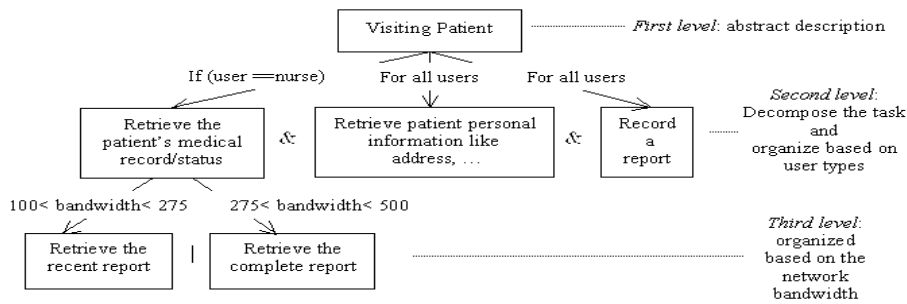 Visiting Patient
First level: abstract description
If (user ==nurse)
For all users
For all users
Retrieve the
patient's medical
record/status
&
Retrieve patient personal
information like
address, ...
&
Record
a
report
Second level:
Decompose the task
and
organize based on
user types
100< bandwidth< 275
275< bandwidth< 500
Retrieve the
recent report
|
Retrieve the
complete report
Third level:
organized
based on the
network
bandwidth